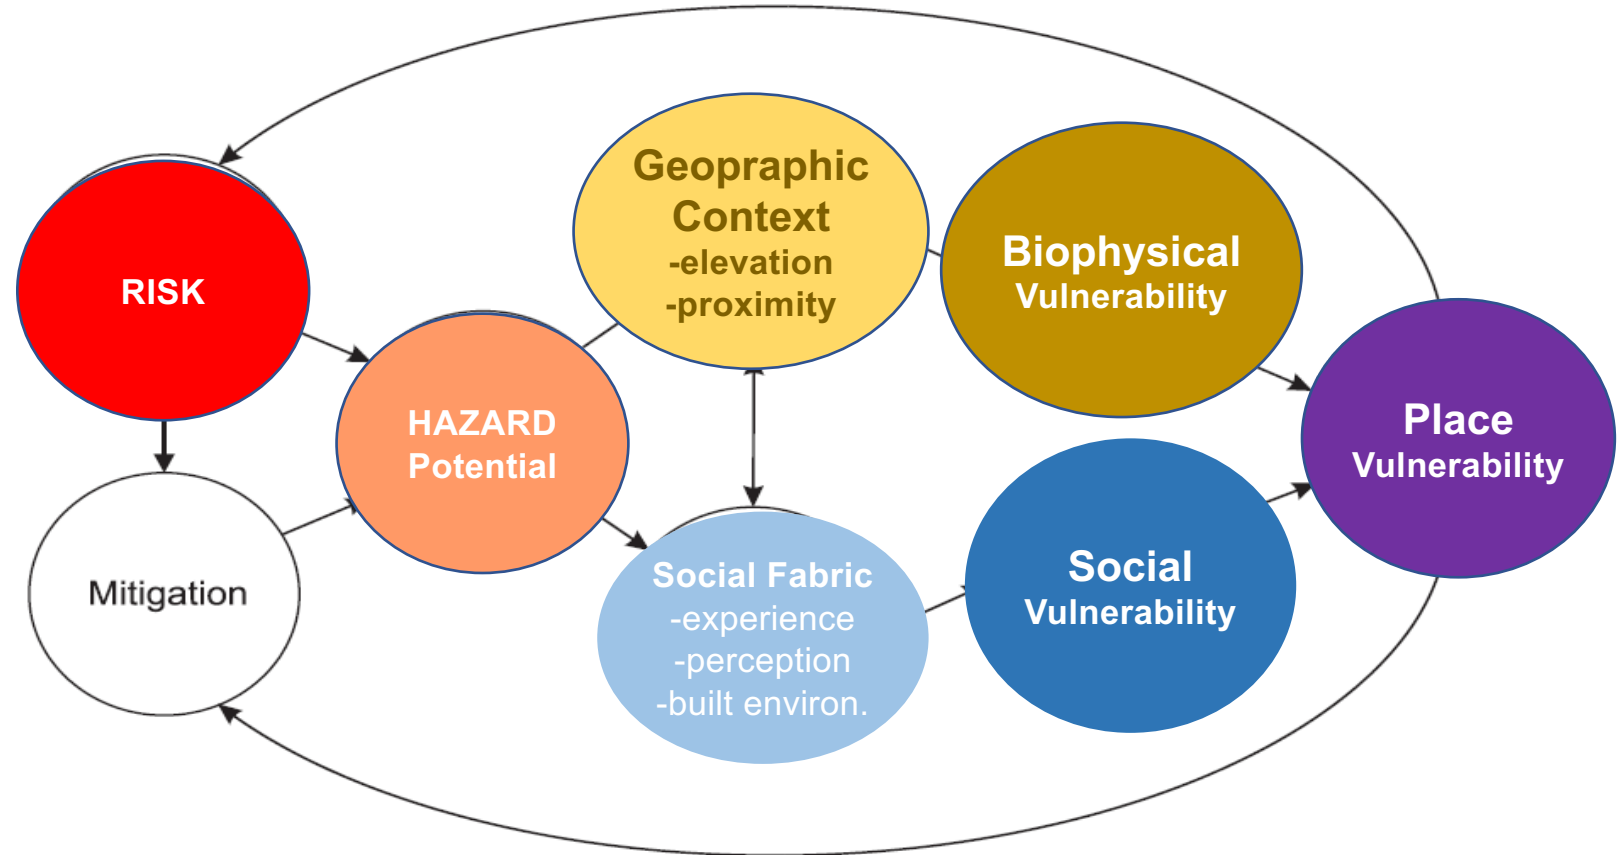 RISK
Mitigation
HAZARD
Potential
Geopraphic
Context
-elevation
-proximity
Social Fabric
-experience
-perception
-built environ.
Biophysical
Vulnerability
Social
Vulnerability
Place
Vulnerability